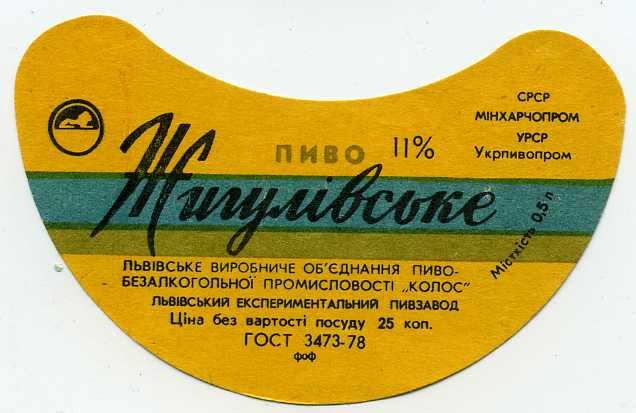 СРСР
МІНХАРЧОПРОМ
УРСР
Укрпивопром
ПИВО 11%
Жигулівське
Місткість 0,5 л
ЛЬВІВСЬКЕ ВИРОБНИЧЕ ОБ'ЄДНАННЯ ПИВО-
БЕЗАЛКОГОЛЬНОЇ ПРОМИСЛОВОСТІ „КОЛОС"
ЛЬВІВСЬКИЙ ЕКСПЕРИМЕНТАЛЬНИЙ ПИВЗАВОД
Ціна без вартості посуду 25 коп.
ГОСТ 3473-78
фоф